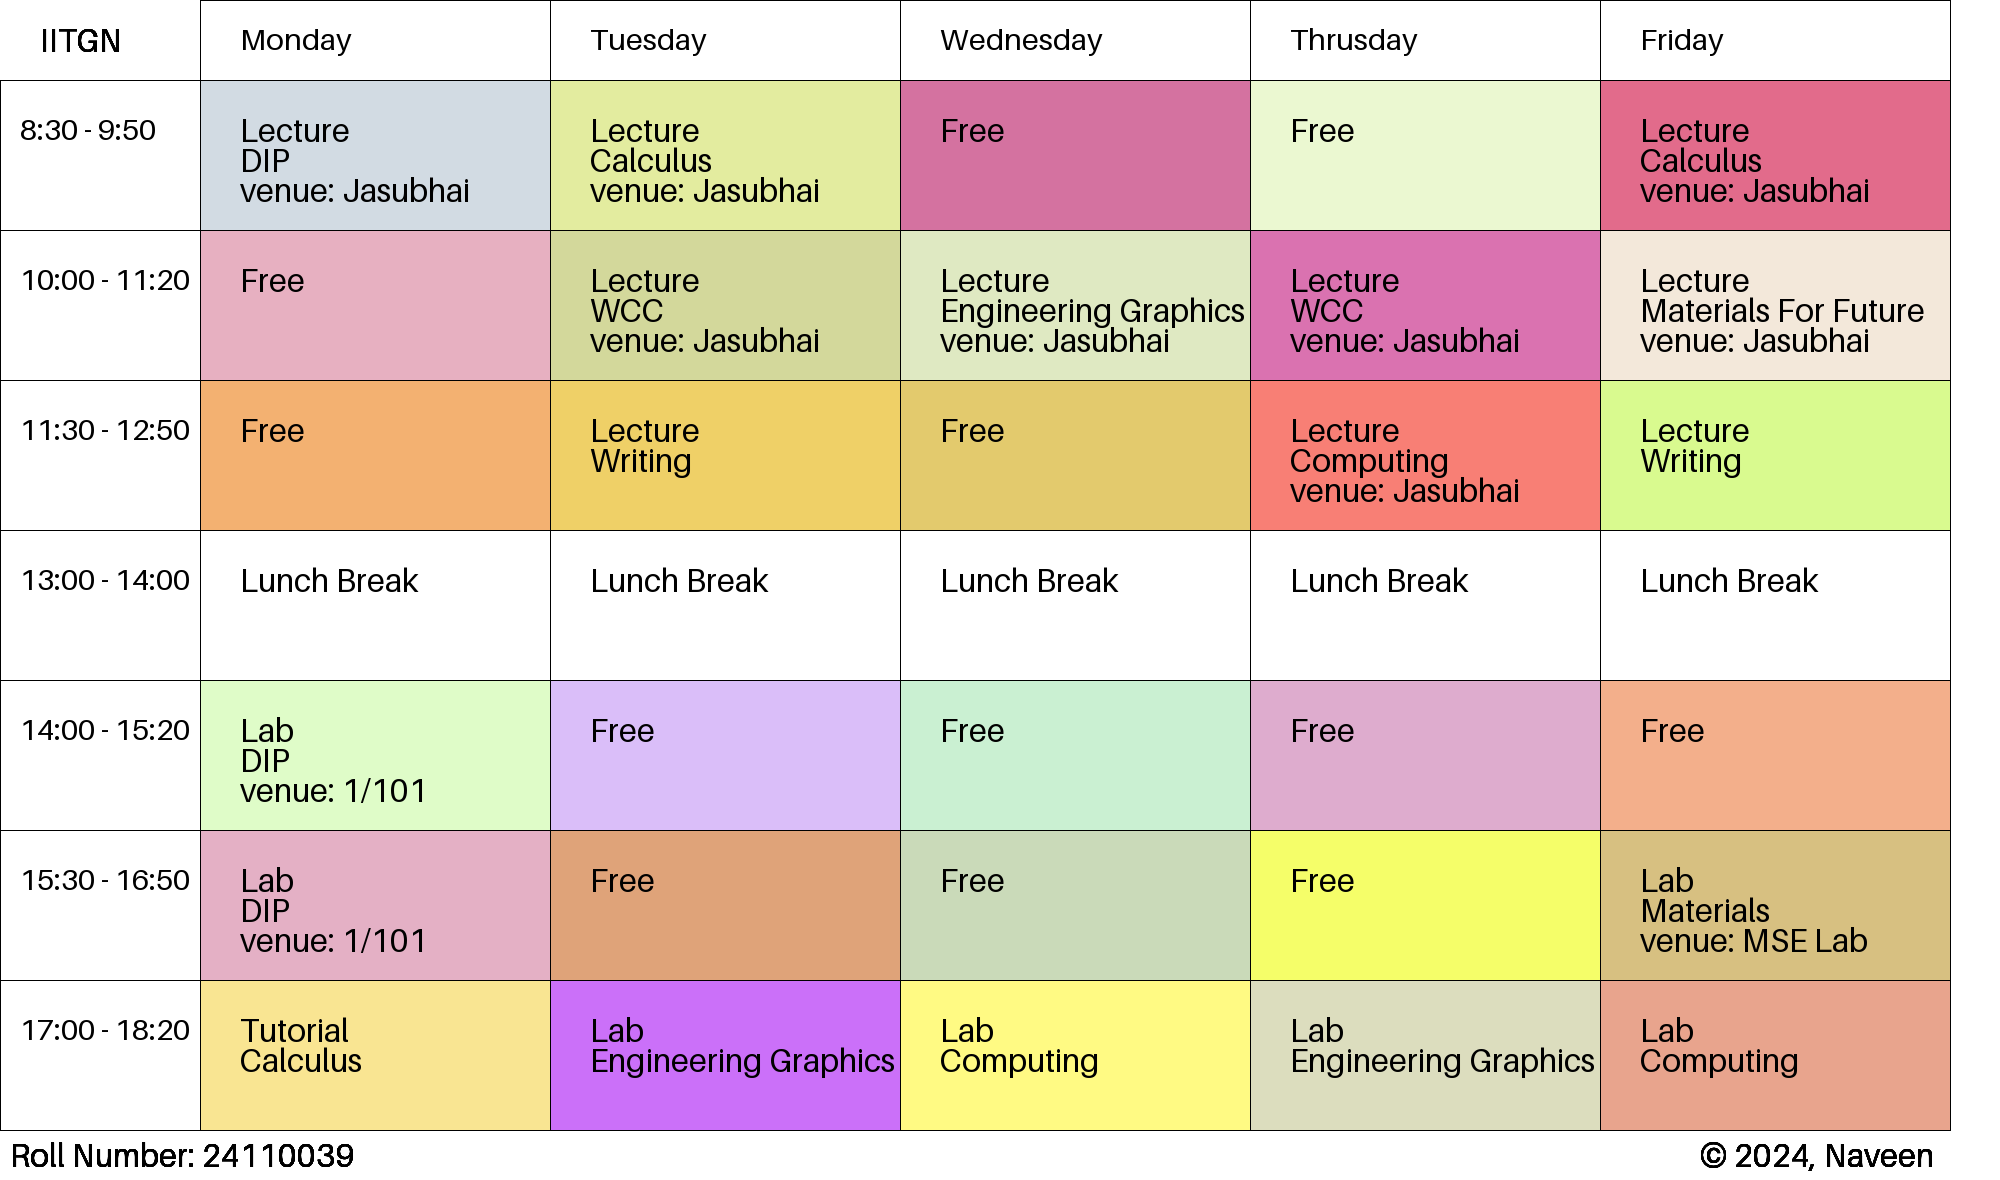 IITGN Monday Tuesday Wednesday Thrusday Friday
8:30 - 9:50
Lecture
DIP
venue: Jasubhai
Lecture
Calculus
venue: Jasubhai
Free
Free
Lecture
Calculus
venue: Jasubhai
10:00 - 11:20
Free
Lecture
WCC
venue: Jasubhai
Lecture
Engineering Graphics
venue: Jasubhai
Lecture
WCC
venue: Jasubhai
Lecture
Materials For Future
venue: Jasubhai
11:30 - 12:50
Free
Lecture
Writing
Free
Lecture
Computing
venue: Jasubhai
Lecture
Writing
13:00 - 14:00
Lunch Break
Lunch Break
Lunch Break
Lunch Break
Lunch Break
14:00 - 15:20
Lab
DIP
venue: 1/101
Free
Free
Free
Free
15:30 - 16:50
Lab
DIP
venue: 1/101
Free
Free
Free
Lab
Materials
venue: MSE Lab
17:00 - 18:20
Tutorial
Calculus
Lab
Engineering Graphics
Lab
Computing
Lab
Engineering Graphics
Lab
Computing
Roll Number: 24110039
© 2024, Naveen